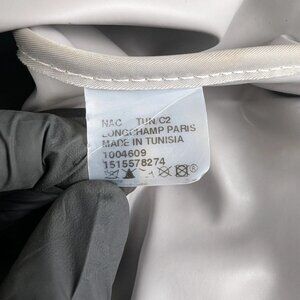 NAC TUN/C2
LONGCHAMP PARIS
MADE IN TUNISIA
1004609
1515578274